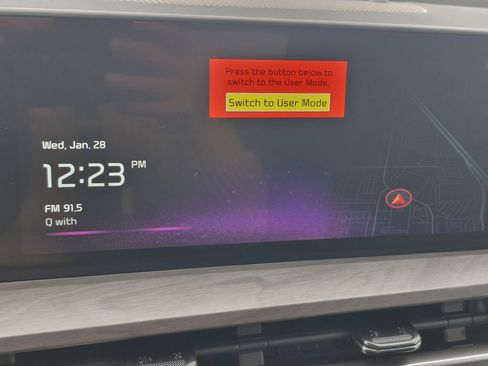 Press the button below to
switch to the User Mode.
Switch to User Mode
Wed, Jan. 28
12:23 PM
FM 91.5
Q with